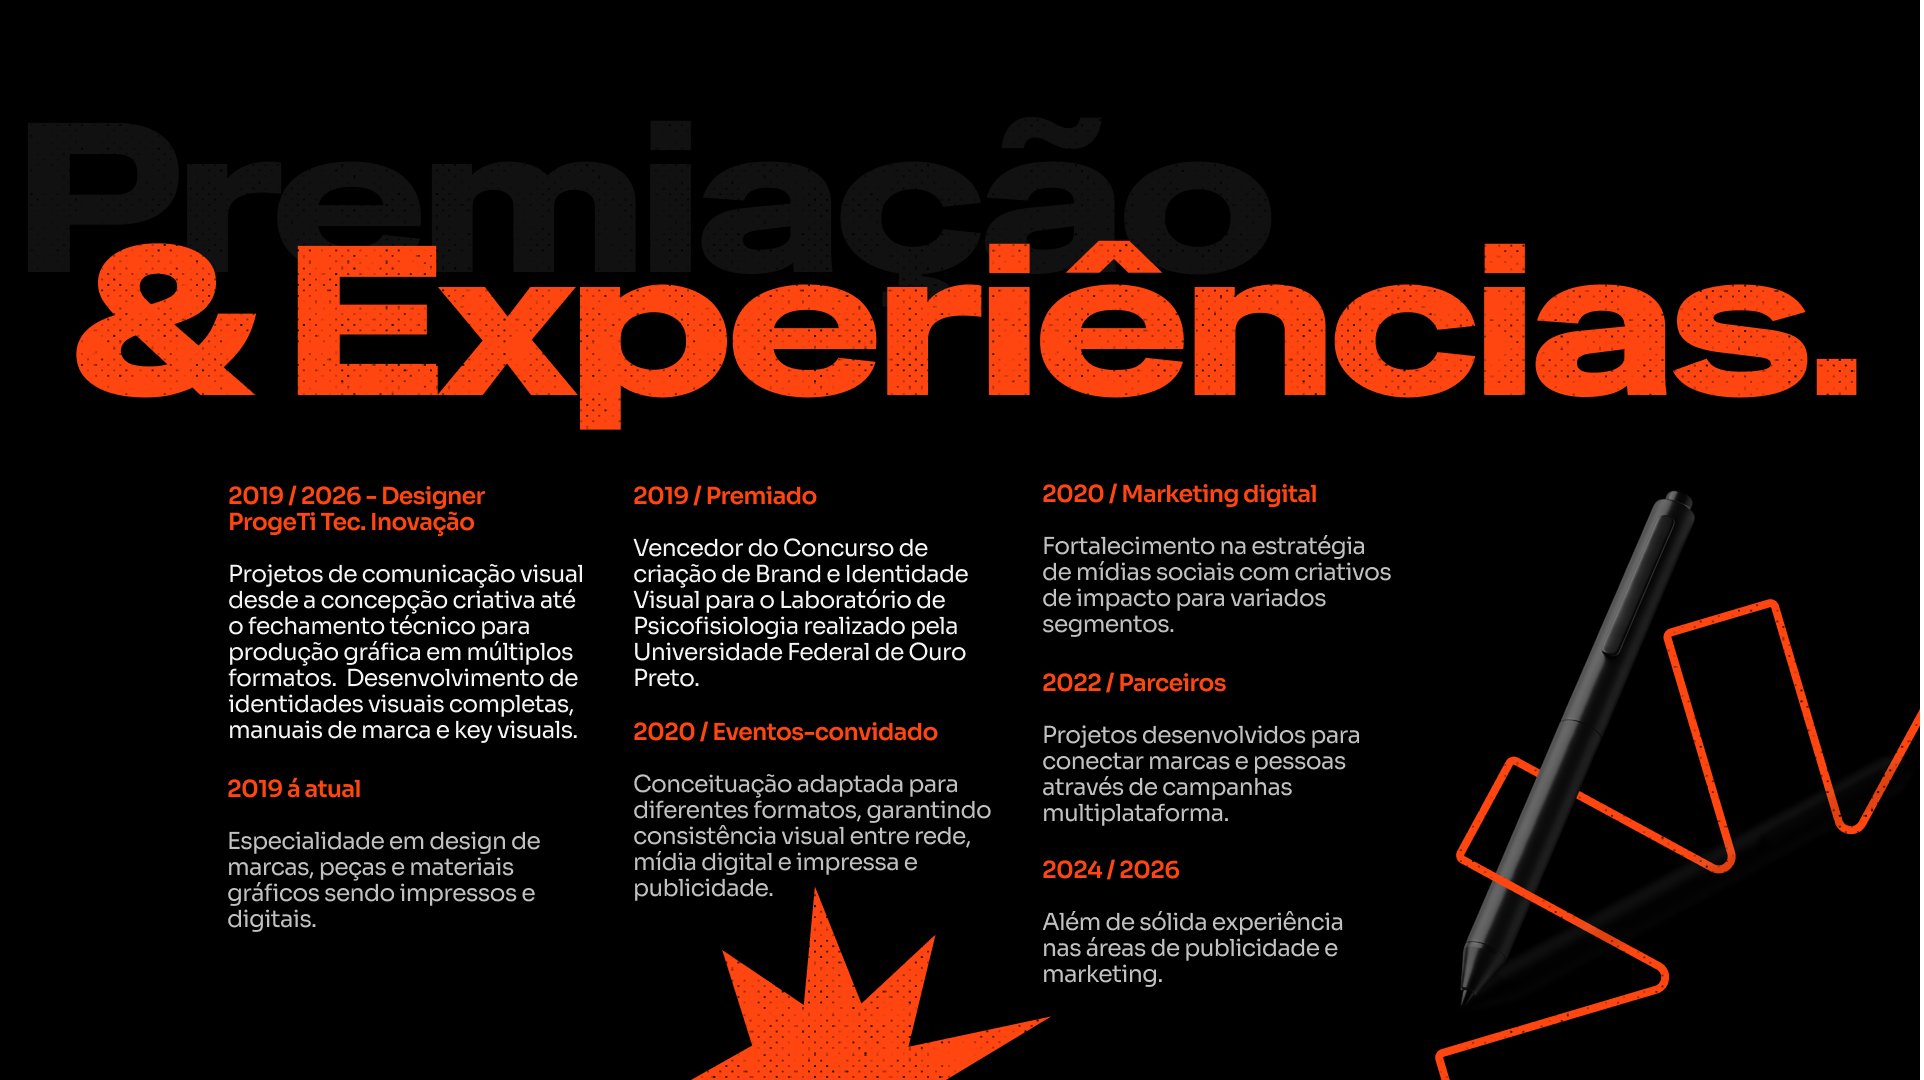 Premiação
& Experiências.
2019 / 2026 - Designer
ProgeTi Tec. Inovação
Projetos de comunicação visual
desde a concepção criativa até
o fechamento técnico para
produção gráfica em múltiplos
formatos.  Desenvolvimento de
identidades visuais completas,
manuais de marca e key visuals.
2019 á atual
Especialidade em design de
marcas, peças e materiais
gráficos sendo impressos e
digitais.
2019 / Premiado
Vencedor do Concurso de
criação de Brand e Identidade
Visual para o Laboratório de
Psicofisiologia realizado pela
Universidade Federal de Ouro
Preto.
2020 / Eventos-convidado
Conceituação adaptada para
diferentes formatos, garantindo
consistência visual entre rede,
mídia digital e impressa e
publicidade.
2020 / Marketing digital
Fortalecimento na estratégia
de mídias sociais com criativos
de impacto para variados
segmentos.
2022 / Parceiros
Projetos desenvolvidos para
conectar marcas e pessoas
através de campanhas
multiplataforma.
2024 / 2026
Além de sólida experiência
nas áreas de publicidade e
marketing.